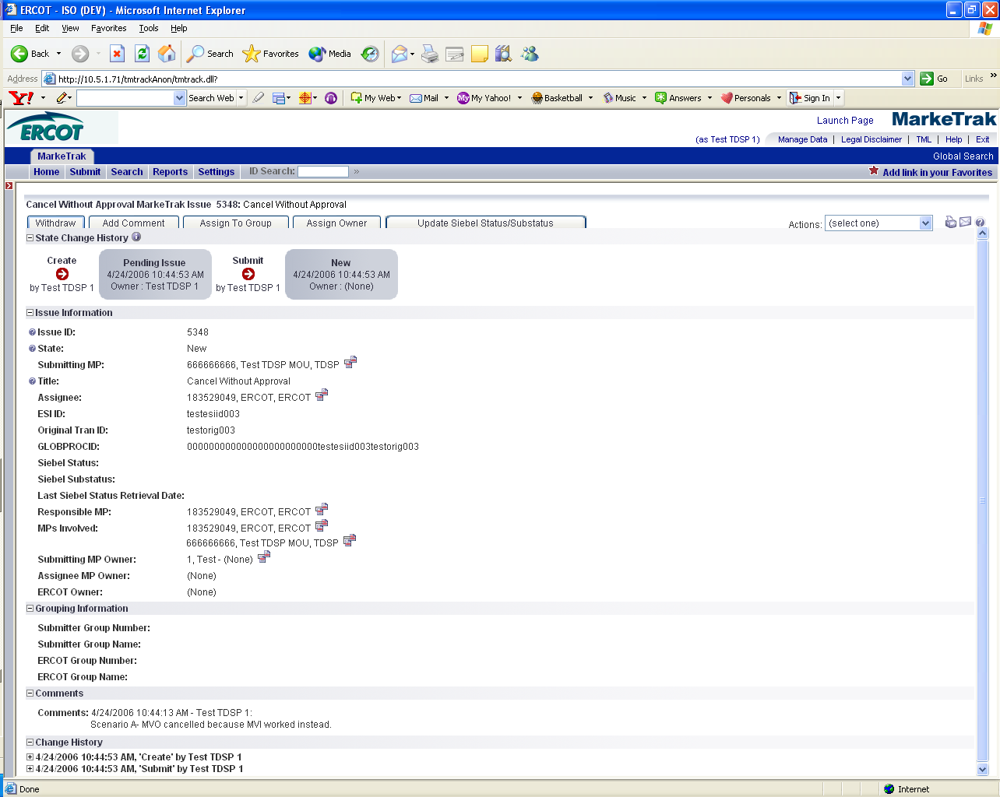 ERCOT - ISO (DEV) - Microsoft Internet Explorer
File Edit View Favorites Tools Help
Back Search Favorites Media
Address http://10.5.1.71/tmtrackAnon/tmtrack.dll? Go Links »
Y! Search Web My Web Mail My Yahoo! Basketball Music Answers Personals Sign In
ERCOT
Launch Page MarkeTrak
(as Test TDSP 1) Manage Data | Legal Disclaimer | TML | Help | Exit
MarkeTrak Global Search
Home Submit Search Reports Settings ID Search: » Add link in your Favorites
Cancel Without Approval MarkeTrak Issue 5348: Cancel Without Approval
Withdraw Add Comment Assign To Group Assign Owner Update Siebel Status/Substatus Actions: (select one)
State Change History
Create Pending Issue Submit New
4/24/2006 10:44:53 AM 4/24/2006 10:44:53 AM
by Test TDSP 1 Owner : Test TDSP 1 by Test TDSP 1 Owner : (None)
Issue Information
Issue ID: 5348
State: New
Submitting MP: 666666666, Test TDSP MOU, TDSP
Title: Cancel Without Approval
Assignee: 183529049, ERCOT, ERCOT
ESI ID: testesiid003
Original Tran ID: testorig003
GLOBPROCID: 000000000000000000000000testesiid003testorig003
Siebel Status:
Siebel Substatus:
Last Siebel Status Retrieval Date:
Responsible MP: 183529049, ERCOT, ERCOT
MPs Involved: 183529049, ERCOT, ERCOT
666666666, Test TDSP MOU, TDSP
Submitting MP Owner: 1, Test - (None)
Assignee MP Owner: (None)
ERCOT Owner: (None)
Grouping Information
Submitter Group Number:
Submitter Group Name:
ERCOT Group Number:
ERCOT Group Name:
Comments
Comments: 4/24/2006 10:44:13 AM - Test TDSP 1:
Scenario A- MVO cancelled because MVI worked instead.
Change History
4/24/2006 10:44:53 AM, 'Create' by Test TDSP 1
4/24/2006 10:44:53 AM, 'Submit' by Test TDSP 1
Done Internet